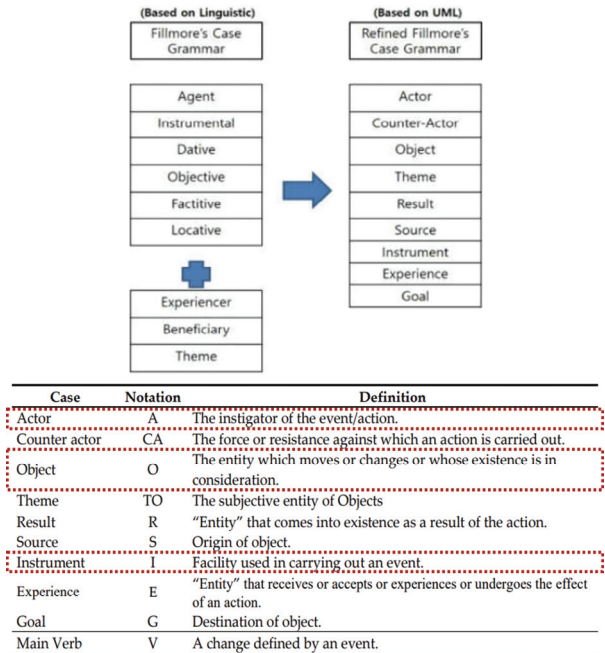 (Based on Linguistic)
Fillmore's Case
Grammar
Agent
Instrumental
Dative
Objective
Factitive
Locative
Experiencer
Beneficiary
Theme
(Based on UML)
Refined Fillmore's
Case Grammar
Actor
Counter-Actor
Object
Theme
Result
Source
Instrument
Experience
Goal
Case Notation Definition
Actor A The instigator of the event/action.
Counter actor CA The force or resistance against which an action is carried out.
Object O The entity which moves or changes or whose existence is in
consideration.
Theme TO The subjective entity of Objects
Result R “Entity” that comes into existence as a result of the action.
Source S Origin of object.
Instrument I Facility used in carrying out an event.
Experience E “Entity” that receives or accepts or experiences or undergoes the effect
of an action.
Goal G Destination of object.
Main Verb V A change defined by an event.